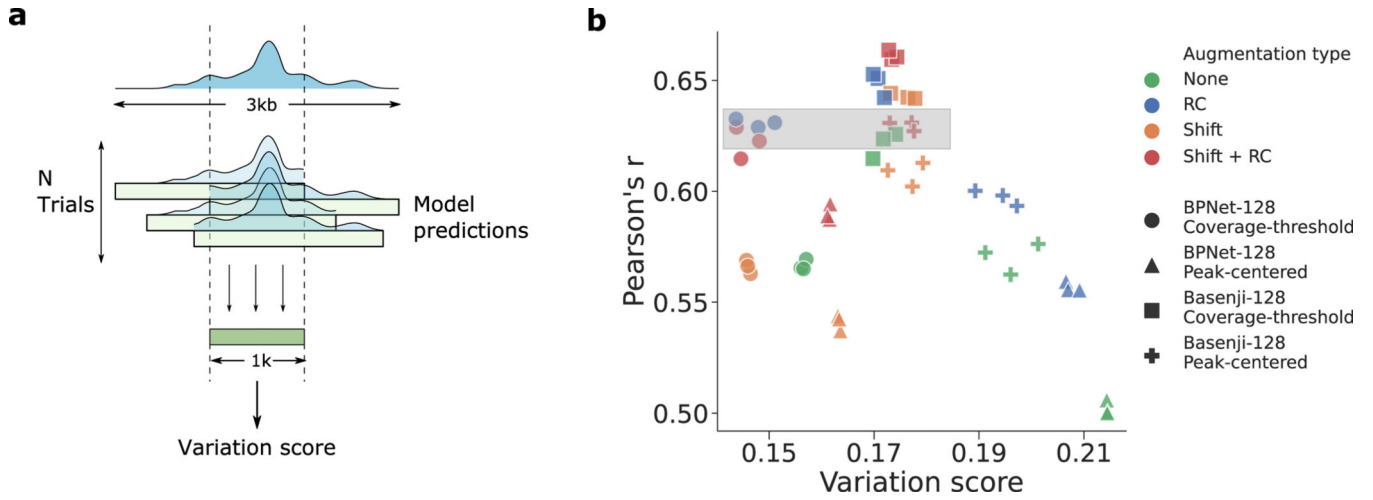 a
3kb
N
Trials
Model
predictions
1k
Variation score
b
Pearson's r
0.65
0.60
0.55
0.50
0.15
0.17
0.19
0.21
Variation score
Augmentation type
None
RC
Shift
Shift + RC
BPNet-128
Coverage-threshold
BPNet-128
Peak-centered
Basenji-128
Coverage-threshold
Basenji-128
Peak-centered